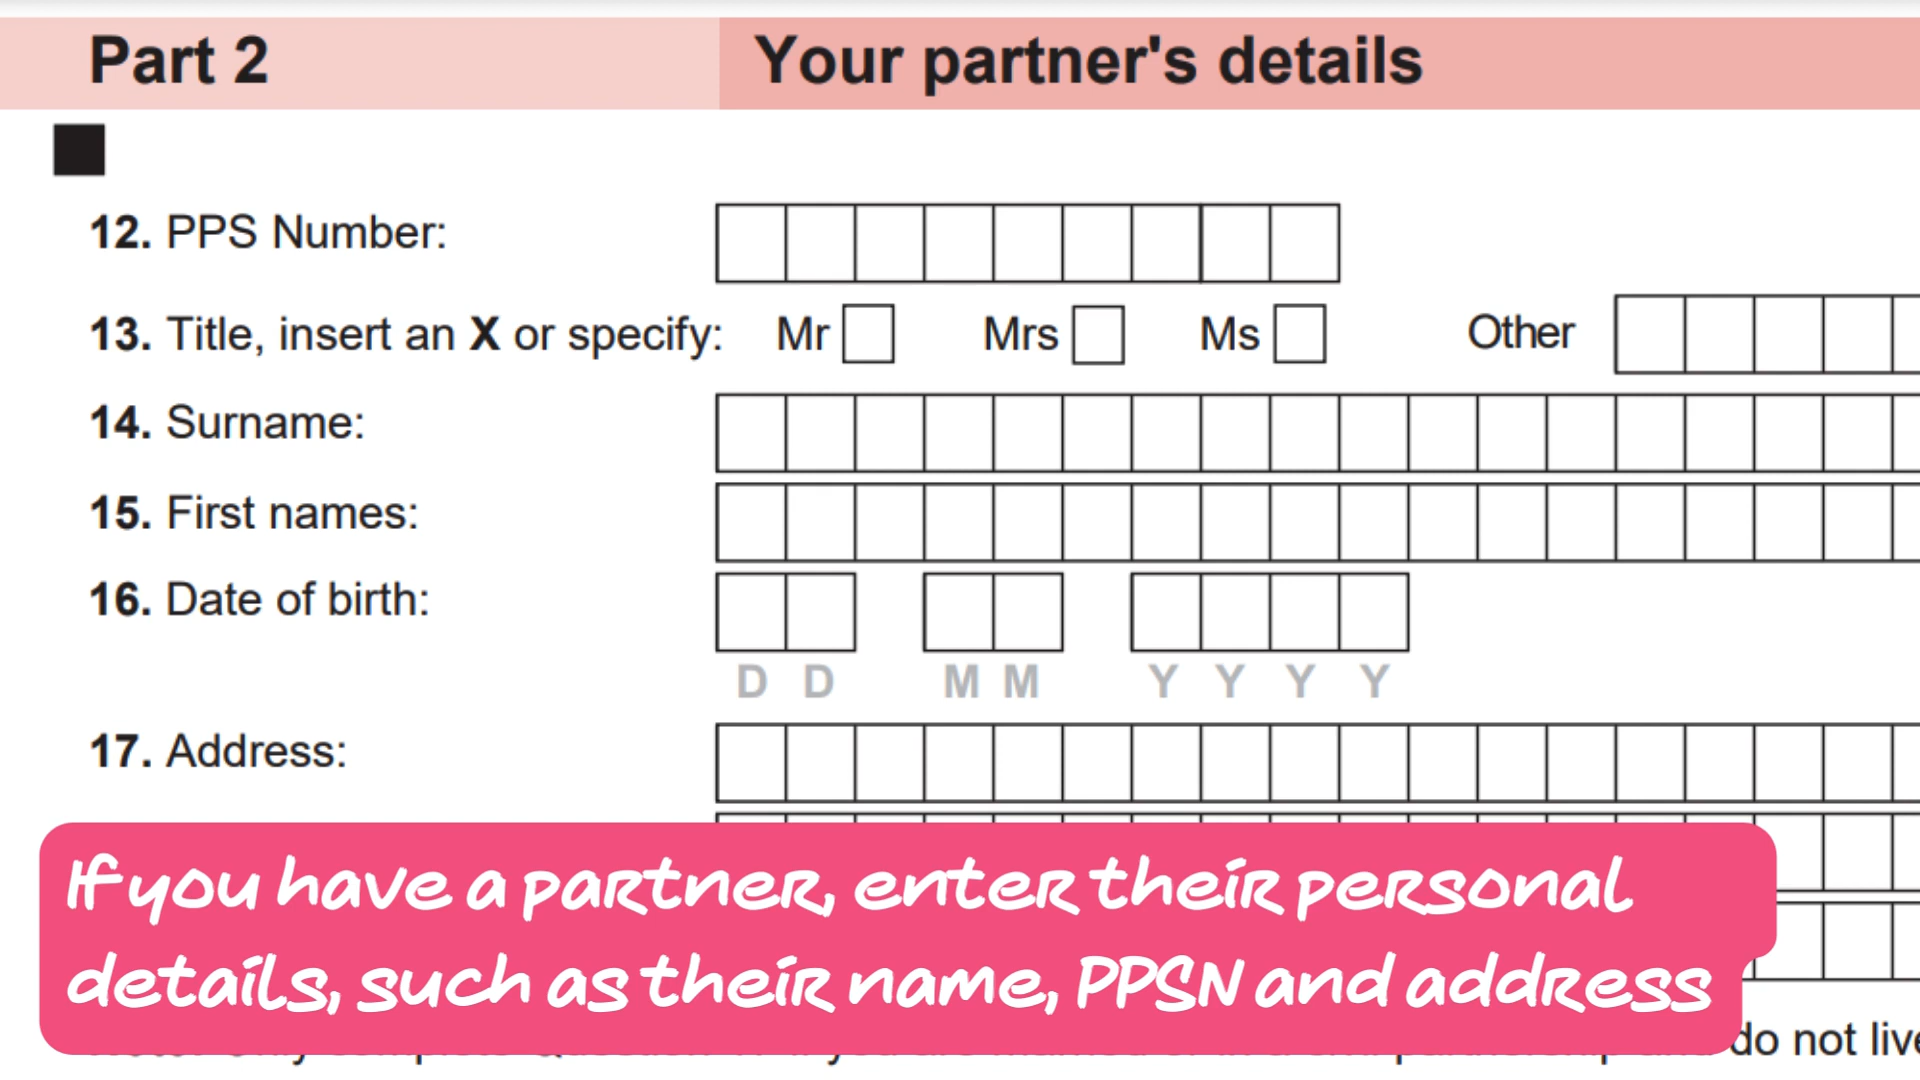 Part 2 Your partner's details
12. PPS Number:
13. Title, insert an X or specify: Mr Mrs Ms Other
14. Surname:
15. First names:
16. Date of birth:
D D M M Y Y Y Y
17. Address:
If you have a partner, enter their personal
details, such as their name, PPSN and address
do not live